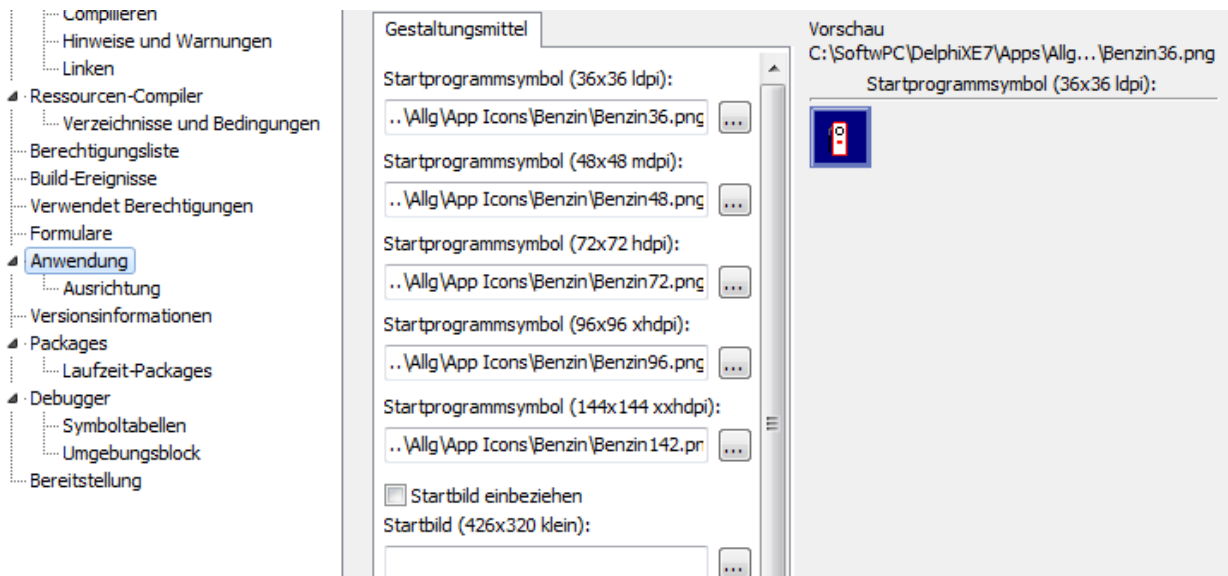 Compilieren
Hinweise und Warnungen
Linken
Ressourcen-Compiler
Verzeichnisse und Bedingungen
Berechtigungsliste
Build-Ereignisse
Verwendet Berechtigungen
Formulare
Anwendung
Ausrichtung
Versionsinformationen
Packages
Laufzeit-Packages
Debugger
Symboltabellen
Umgebungsblock
Bereitstellung
Gestaltungsmittel
Startprogrammsymbol (36x36 ldpi):
..\Allg\App Icons\Benzin\Benzin36.png
...
Startprogrammsymbol (48x48 mdpi):
..\Allg\App Icons\Benzin\Benzin48.png
...
Startprogrammsymbol (72x72 hdpi):
..\Allg\App Icons\Benzin\Benzin72.png
...
Startprogrammsymbol (96x96 xhdpi):
..\Allg\App Icons\Benzin\Benzin96.png
...
Startprogrammsymbol (144x144 xxhdpi):
..\Allg\App Icons\Benzin\Benzin142.pn
...
Startbild einbeziehen
Startbild (426x320 klein):
...
Vorschau
C:\SoftwPC\DelphiXE7\Apps\Allg...\Benzin36.png
Startprogrammsymbol (36x36 ldpi):